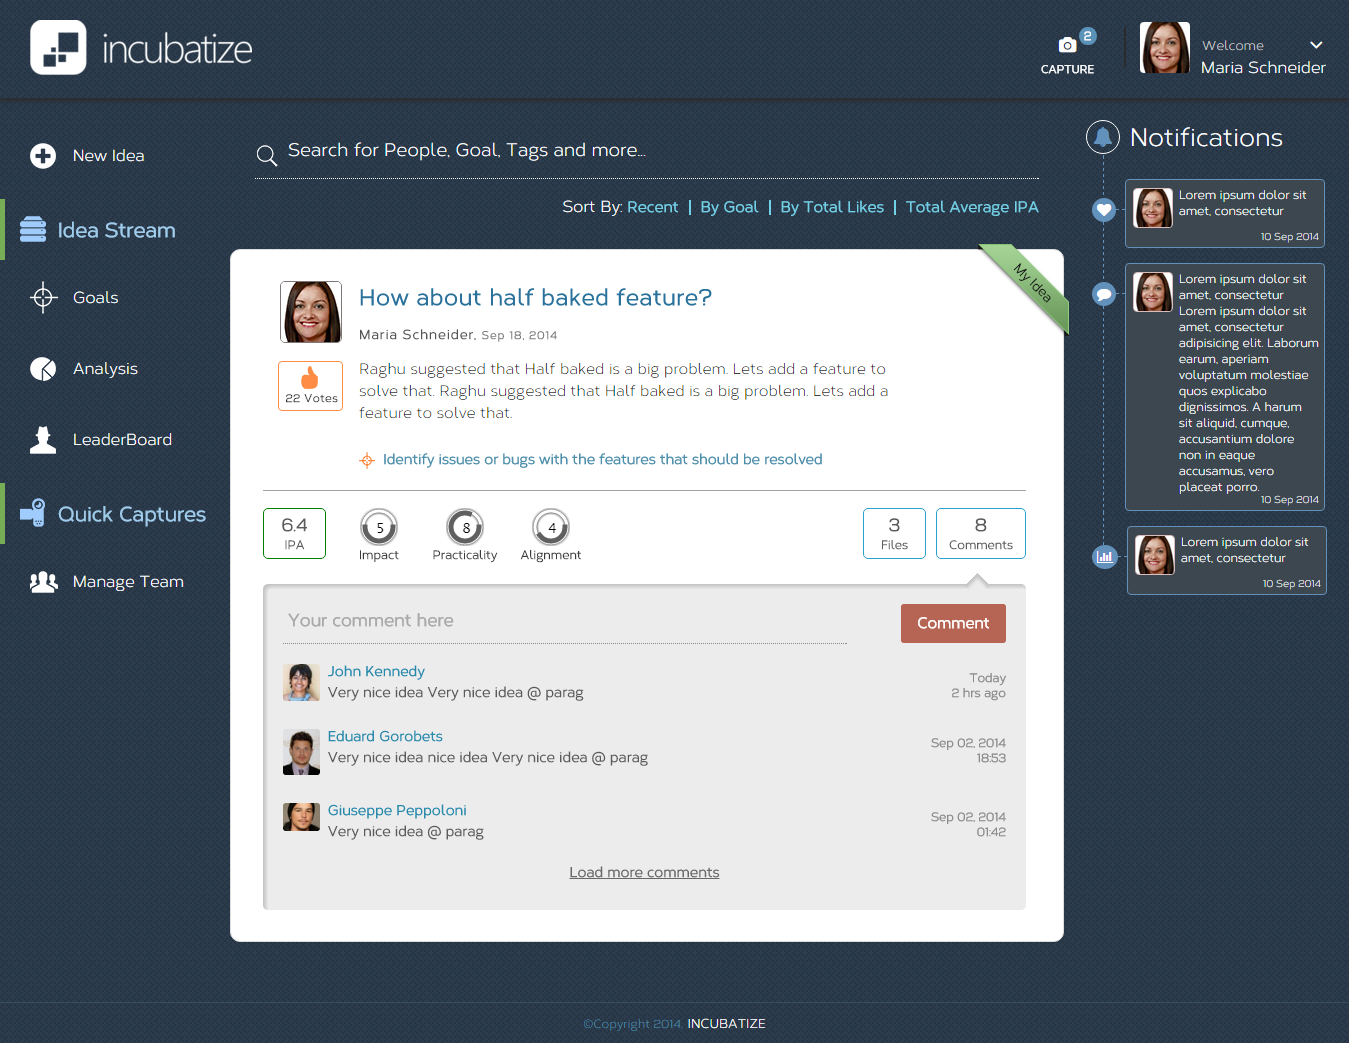 incubatize
2
CAPTURE
Welcome
Maria Schneider
New Idea
Idea Stream
Goals
Analysis
LeaderBoard
Quick Captures
Manage Team
Search for People, Goal, Tags and more...
Sort By: Recent | By Goal | By Total Likes | Total Average IPA
My Idea
How about half baked feature?
Maria Schneider, Sep 18, 2014
22 Votes
Raghu suggested that Half baked is a big problem. Lets add a feature to
solve that. Raghu suggested that Half baked is a big problem. Lets add a
feature to solve that.
Identify issues or bugs with the features that should be resolved
6.4
IPA
5
Impact
8
Practicality
4
Alignment
3
Files
8
Comments
Your comment here
Comment
John Kennedy
Very nice idea Very nice idea @ parag
Today
2 hrs ago
Eduard Gorobets
Very nice idea nice idea Very nice idea @ parag
Sep 02, 2014
18:53
Giuseppe Peppoloni
Very nice idea @ parag
Sep 02, 2014
01:42
Load more comments
Notifications
Lorem ipsum dolor sit
amet, consectetur
10 Sep 2014
Lorem ipsum dolor sit
amet, consectetur
Lorem ipsum dolor sit
amet, consectetur
adipisicing elit. Laborum
earum, aperiam
voluptatum molestiae
quos explicabo
dignissimos. A harum
sit aliquid, cumque,
accusantium dolore
non in eaque
accusamus, vero
placeat porro.
10 Sep 2014
Lorem ipsum dolor sit
amet, consectetur
10 Sep 2014
©Copyright 2014. INCUBATIZE